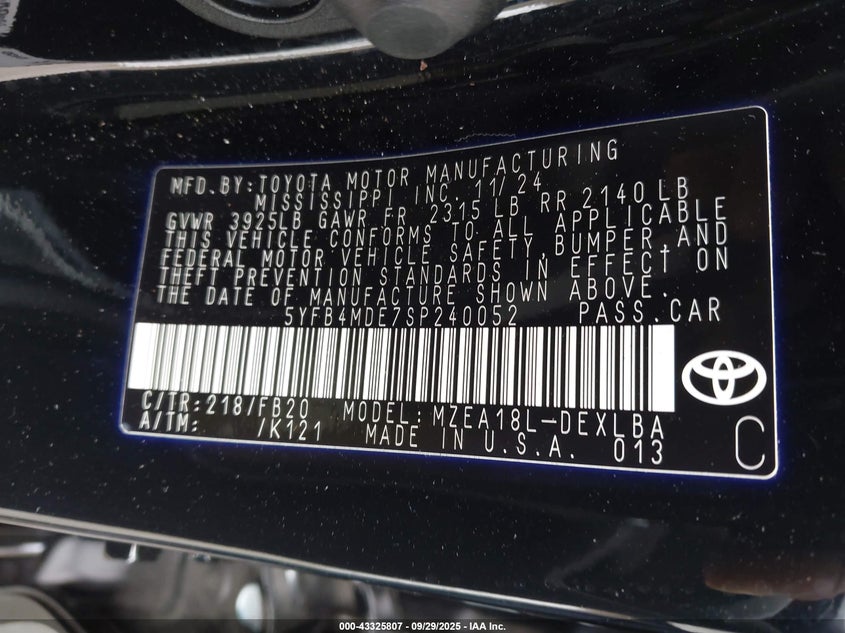 MFD. BY: TOYOTA MOTOR MANUFACTURING
MISSISSIPPI INC. 11/24
GVWR 3925LB GAWR FR 2315 LB RR 2140 LB
THIS VEHICLE CONFORMS TO ALL APPLICABLE
FEDERAL MOTOR VEHICLE SAFETY, BUMPER, AND
THEFT PREVENTION STANDARDS IN EFFECT ON
THE DATE OF MANUFACTURE SHOWN ABOVE.
5YFB4MDE7SP240052 PASS. CAR
C/TR: 218/FB20 MODEL: MZEA18L-DEXLBA
A/TM: /K121 MADE IN U.S.A. 013
C
000-43325807 - 09/29/2025 - IAA Inc.